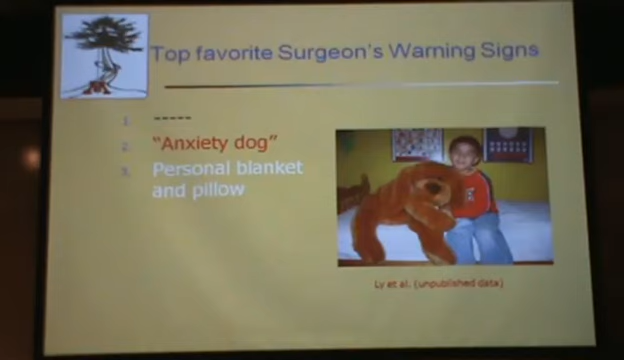 Top favorite Surgeon's Warning Signs
1. -----
2. "Anxiety dog"
3. Personal blanket
and pillow
Ly et al. (unpublished data)